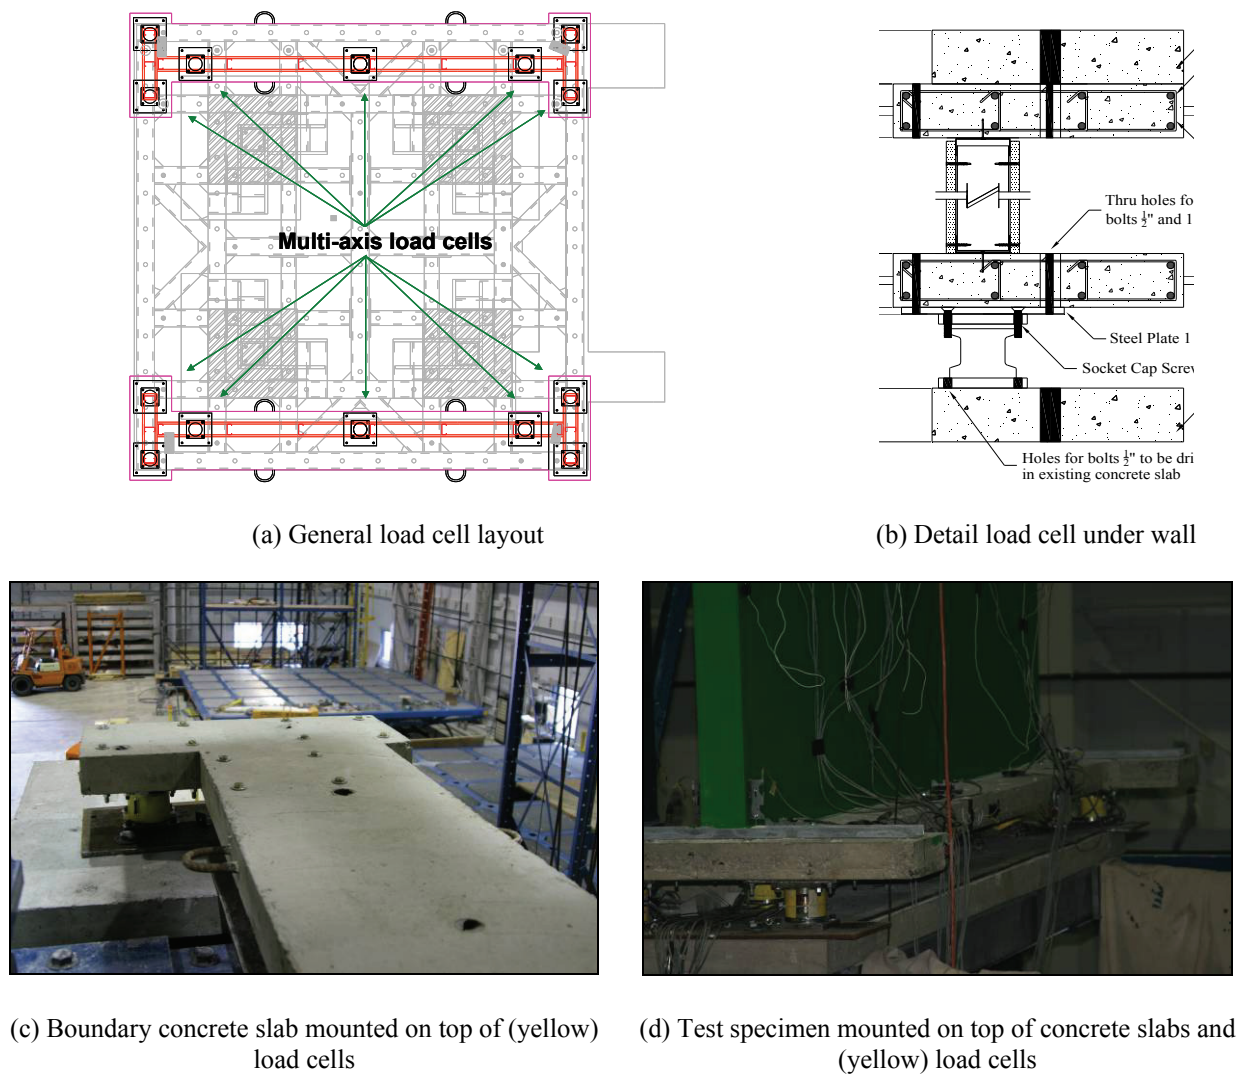 Multi-axis load cells
Thru holes fo
bolts ½" and 1
Steel Plate 1
Socket Cap Screw
Holes for bolts ½" to be dri
in existing concrete slab
(a) General load cell layout
(b) Detail load cell under wall
(c) Boundary concrete slab mounted on top of (yellow)
load cells
(d) Test specimen mounted on top of concrete slabs and
(yellow) load cells